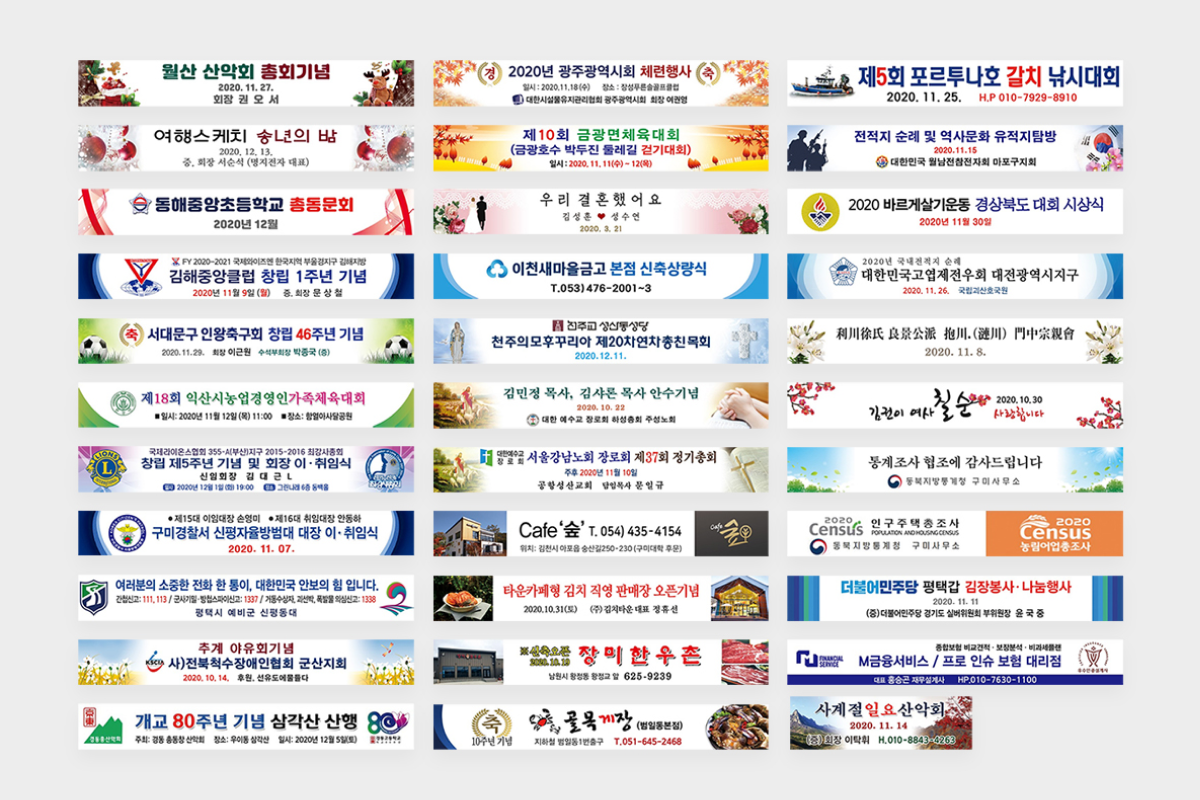 월산 산악회 총회기념
2020. 11. 27.
회장 권오서
경
2020년 광주광역시회 체련행사
축
일시 : 2020.11.18(수) 장소 : 장성푸른솔골프클럽
대한시설물유지관리협회 광주광역시회 회장 여권영
제5회 포르투나호 갈치 낚시대회
2020. 11. 25. H.P 010-7929-8910
여행스케치 송년의 밤
2020. 12. 13.
증. 회장 서순석 (명지전자 대표)
제10회 금광면체육대회
(금광호수 박두진 둘레길 걷기대회)
일시 : 2020. 11. 11(수) - 12(목)
전적지 순례 및 역사문화 유적지탐방
2020.11.15
대한민국 월남전참전자회 마포구지회
동해중앙초등학교 총동문회
2020년 12월
우리 결혼했어요
김성훈 ♥ 성수연
2020. 3. 21
2020 바르게살기운동 경상북도 대회 시상식
2020년 11월 30일
FY 2020-2021 국제와이즈멘 한국지역 부울경지구 김해지방
김해중앙클럽 창립 1주년 기념
2020년 11월 9일 (월) 증. 회장 문상철
이천새마을금고 본점 신축상량식
T.053) 476-2001~3
2020년 국내전적지 순례
대한민국고엽제전우회 대전광역시지구
2020. 11. 26. 국립괴산호국원
축
서대문구 인왕축구회 창립 46주년 기념
2020.11.29. 회장 이근원 수석부회장 박종국 (증)
천주교 성산동성당
천주의모후꾸리아 제20차연차총친목회
2020.12.11.
利川徐氏 良景公派 抱川.(漣川) 門中宗親會
2020. 11. 8.
제18회 익산시농업경영인가족체육대회
■ 일시: 2020년 11월 12일 (목) 11:00 ■ 장소: 함열아사달공원
김민정 목사, 김샤론 목사 안수기념
2020. 10. 22
대한 예수교 장로회 하성총회 주성노회
김권이 여사 칠순 2020.10.30
사랑합니다
LIONS
L
국제라이온스협회 355-A(부산)지구 2015-2016 최강사총회
창립 제5주년 기념 및 회장 이·취임식
신임회장 김대근 L
일시 2020년 12월 1일(화) 19:00 장소 그린나래 6층 동백홀
대한예수교
장로회
서울강남노회 장로회 제37회 정기총회
주후 2020년 11월 10일
공항성산교회 담임목사 문일규
통계조사 협조에 감사드립니다
동북지방통계청 구미사무소
●제15대 이임대장 손영미 ●제16대 취임대장 안동하
구미경찰서 신평자율방범대 대장 이·취임식
2020. 11. 07.
Cafe '숲' T. 054) 435-4154
위치: 김천시 아포읍 송산길250-230 (구미대학 후문)
Cafe 숲
2020
Census
인구주택총조사
POPULATION AND HOUSING CENSUS
동북지방통계청 구미사무소
2020
Census
농림어업총조사
여러분의 소중한 전화 한 통이, 대한민국 안보의 힘 입니다.
간첩신고: 111, 113 / 군사기밀·방첩스파이신고: 1337 / 거동수상자, 괴선박, 폭발물 의심신고: 1338
평택시 예비군 신평동대
타운카페형 김치 직영 판매장 오픈기념
2020.10.31(토) (주)김치타운 대표 정흥선
더불어민주당 평택갑 김장봉사·나눔행사
2020. 11. 11
(증)더불어민주당 경기도 실버위원회 부위원장 윤국중
추계 야유회기념
KSCIA
사)전북척수장애인협회 군산지회
2020. 10. 14. 후원. 선유도에물들다
※신축오픈
2020. 10. 19
장미한우촌
남원시 왕정동 왕정교 앞 625-9239
FINANCIAL
SERVICE
종합보험 비교견적·보장분석·비과세플랜
M금융서비스 / 프로 인슈 보험 대리점
대표 홍승곤 재무설계사 HP.010-7630-1100
경동총산악회
개교 80주년 기념 삼각산 산행
주최: 경동 총동창 산악회 장소: 우이동 삼각산 일시: 2020년 12월 5일(토)
80
축
10주년 기념
골목게장 (범일동본점)
지하철 범일동1번출구 T.051-645-2468
사계절일요산악회
2020. 11. 14
(증) 회장 이탁휘 H.010-8843-4263